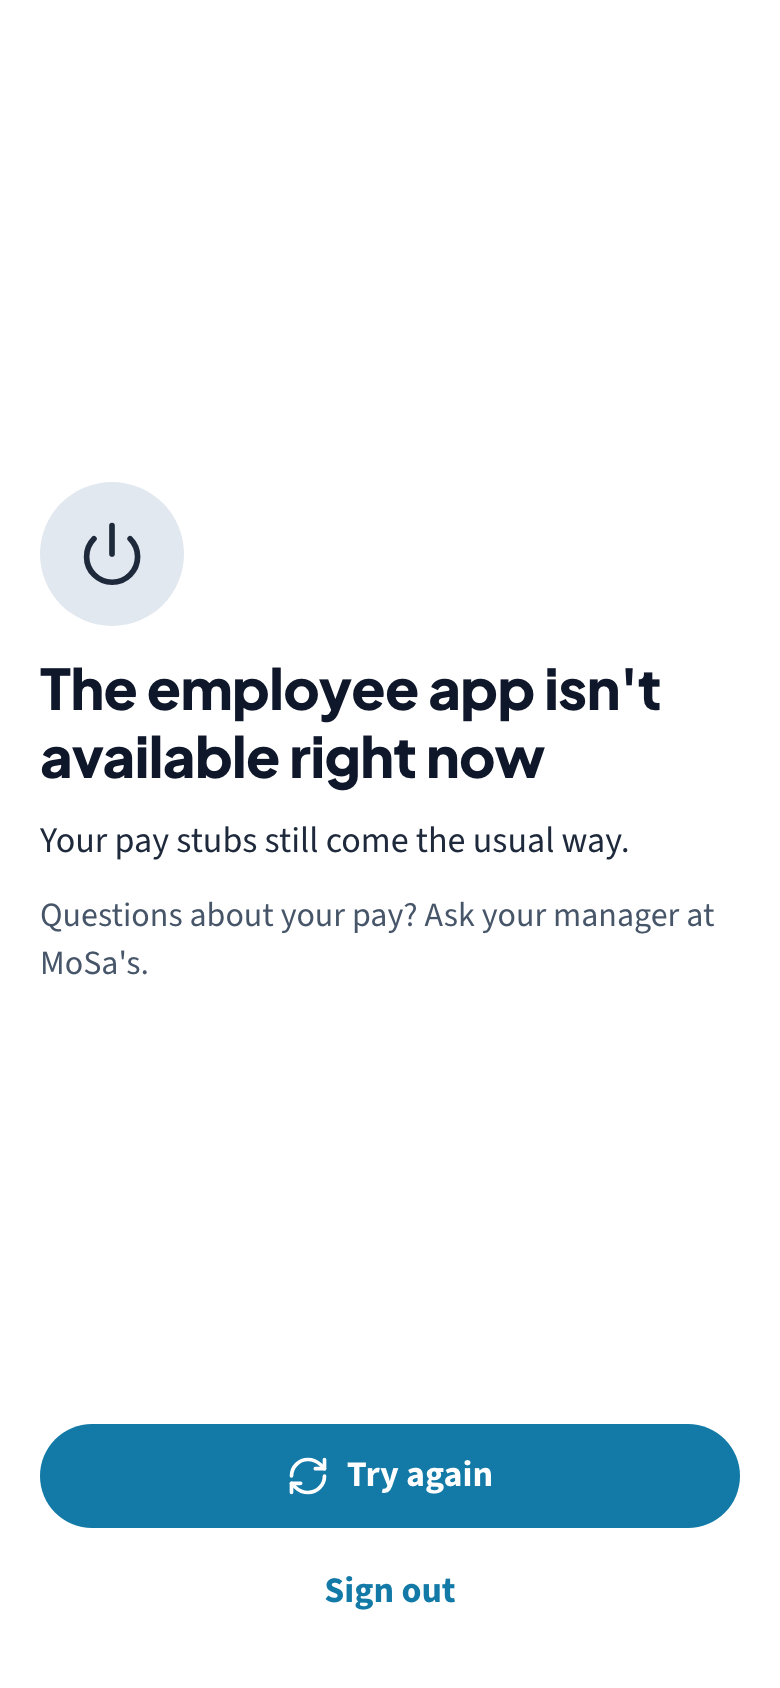 The employee app isn't
available right now
Your pay stubs still come the usual way.
Questions about your pay? Ask your manager at
MoSa's.
Try again
Sign out